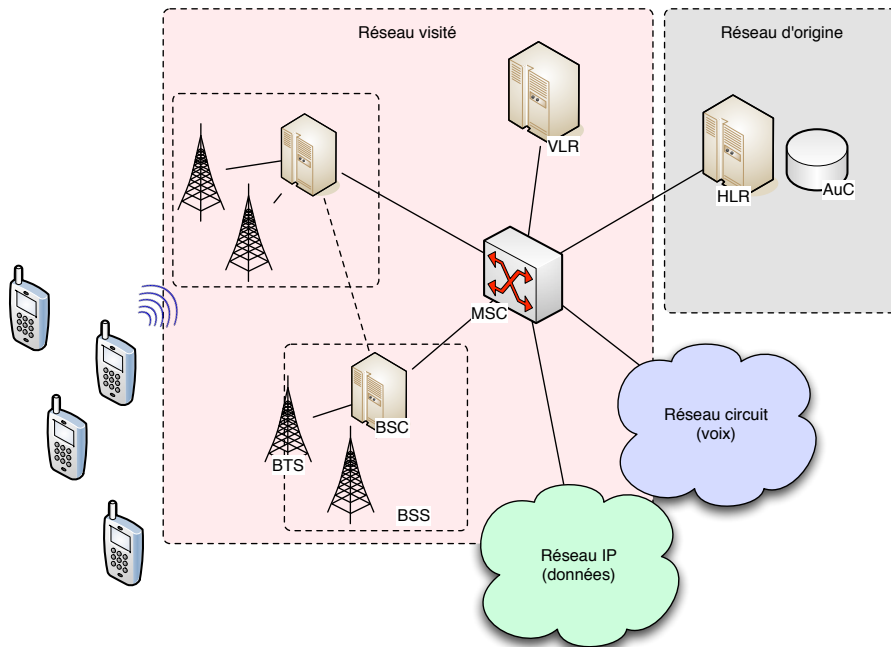 Réseau visité
Réseau d'origine
VLR
HLR
AuC
MSC
BSC
BTS
BSS
Réseau circuit
(voix)
Réseau IP
(données)